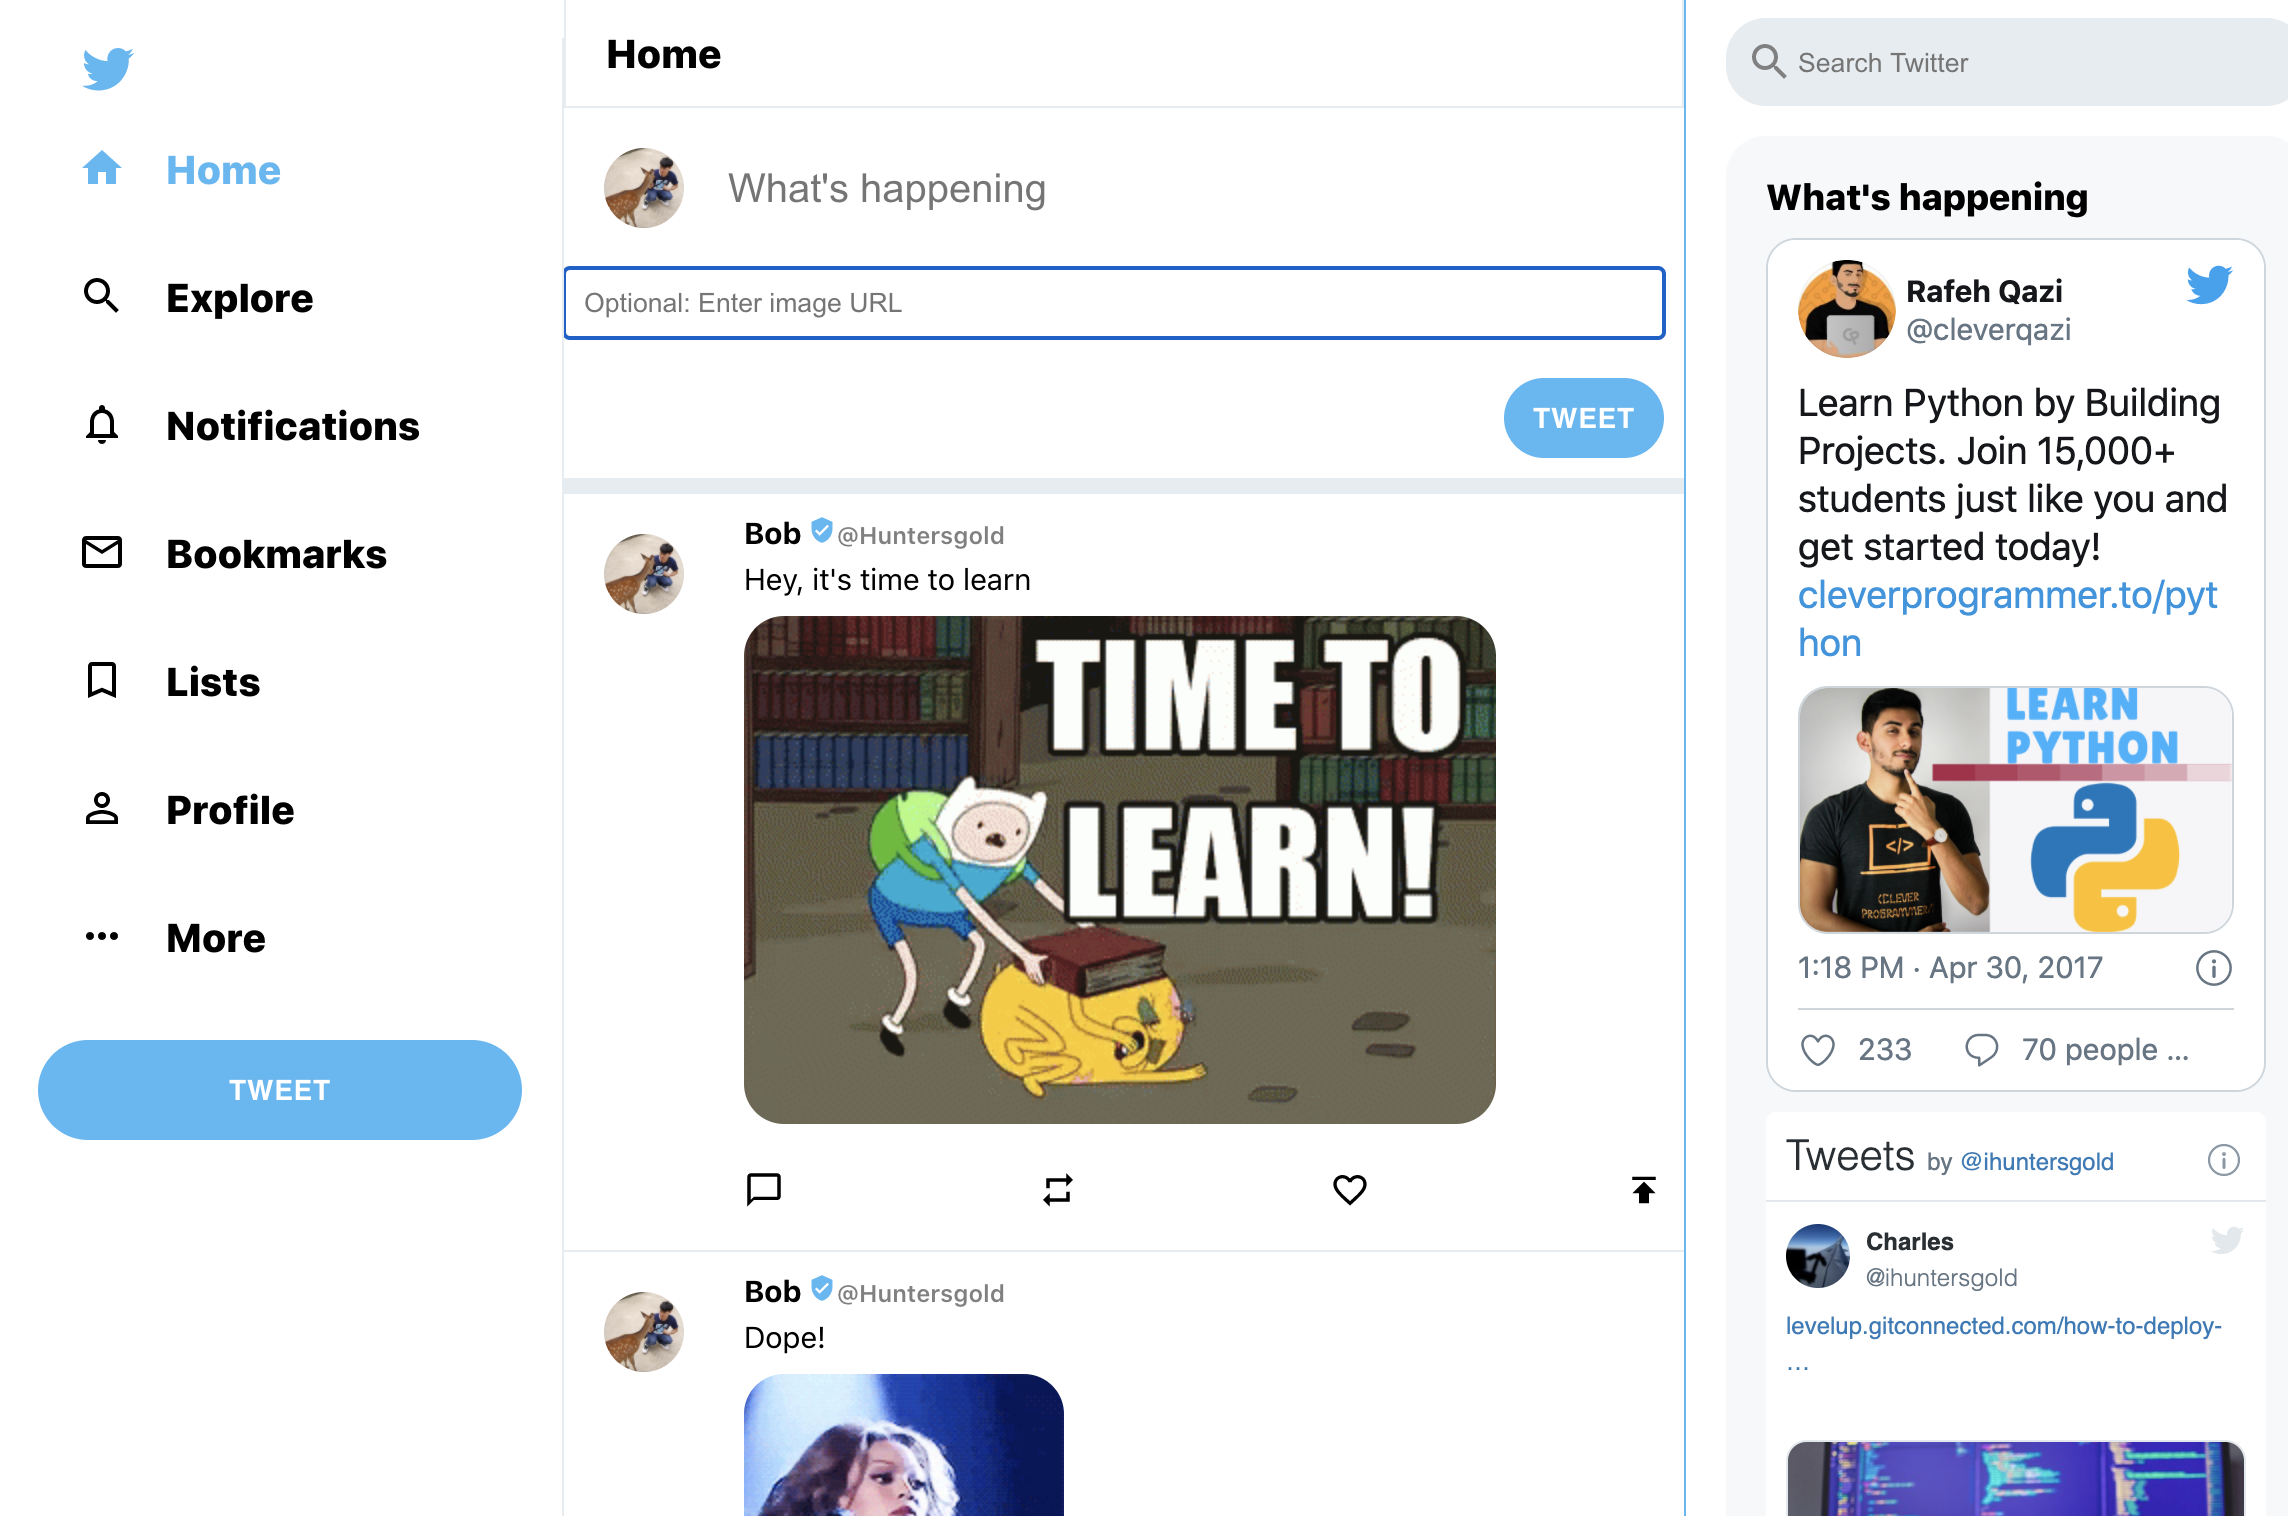 Home
Explore
Notifications
Bookmarks
Lists
Profile
More
TWEET
Home
What's happening
Optional: Enter image URL
TWEET
Bob @Huntersgold
Hey, it's time to learn
TIME TO
LEARN!
Bob @Huntersgold
Dope!
Search Twitter
What's happening
Rafeh Qazi
@cleverqazi
Learn Python by Building
Projects. Join 15,000+
students just like you and
get started today!
cleverprogrammer.to/pyt
hon
LEARN
PYTHON
</>
<CLEVER
PROGRAMMER/
1:18 PM · Apr 30, 2017
233 70 people ...
Tweets by @ihuntersgold
Charles
@ihuntersgold
levelup.gitconnected.com/how-to-deploy-
…